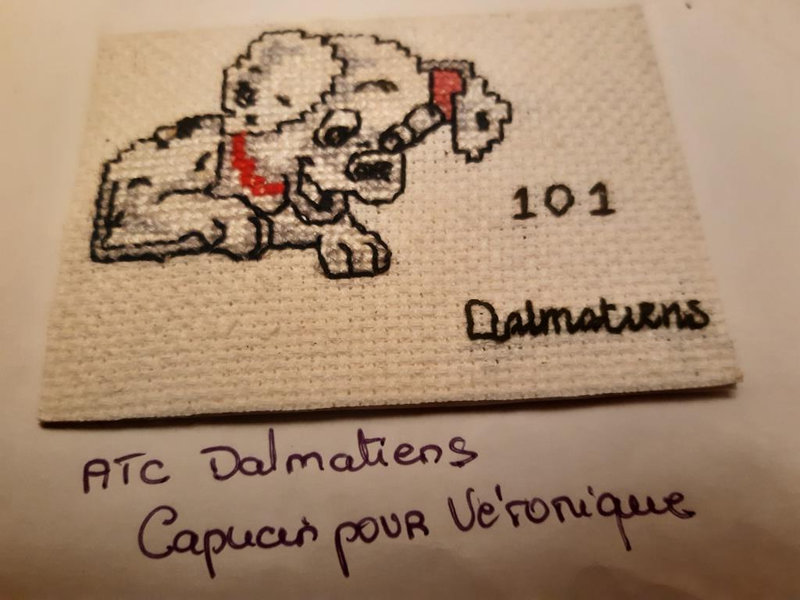 101
Dalmatiens
ATC Dalmatiens
Capucin pour Véronique